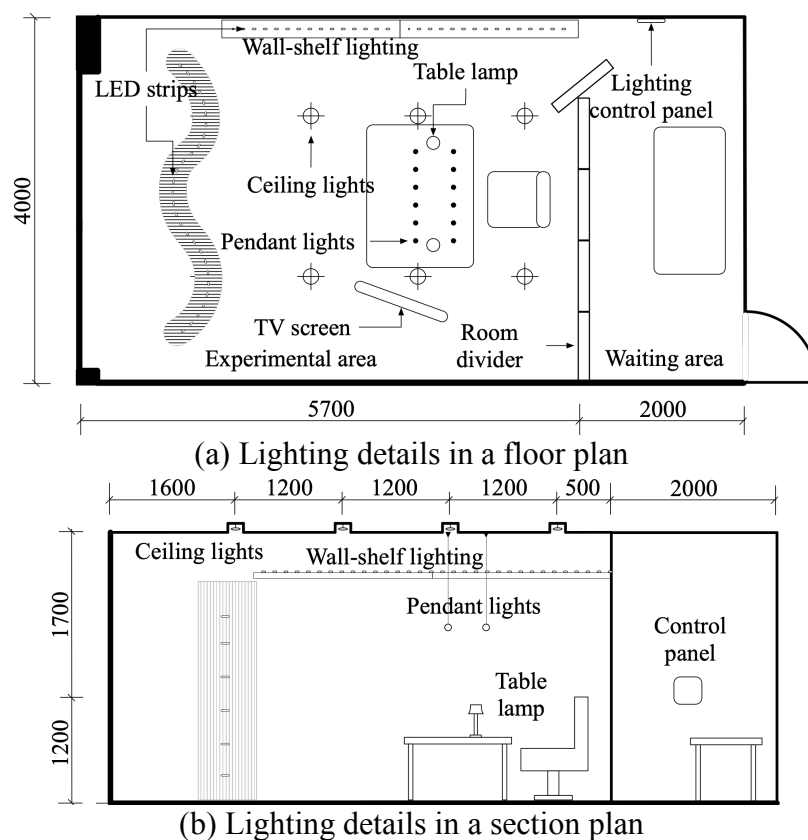 Wall-shelf lighting
LED strips
Table lamp
Lighting
control panel
4000
Ceiling lights
Pendant lights
TV screen
Room
divider
Experimental area
Waiting area
5700
2000
(a) Lighting details in a floor plan
1600
1200
1200
1200
500
2000
Ceiling lights
Wall-shelf lighting
Pendant lights
1700
Control
panel
Table
lamp
1200
(b) Lighting details in a section plan